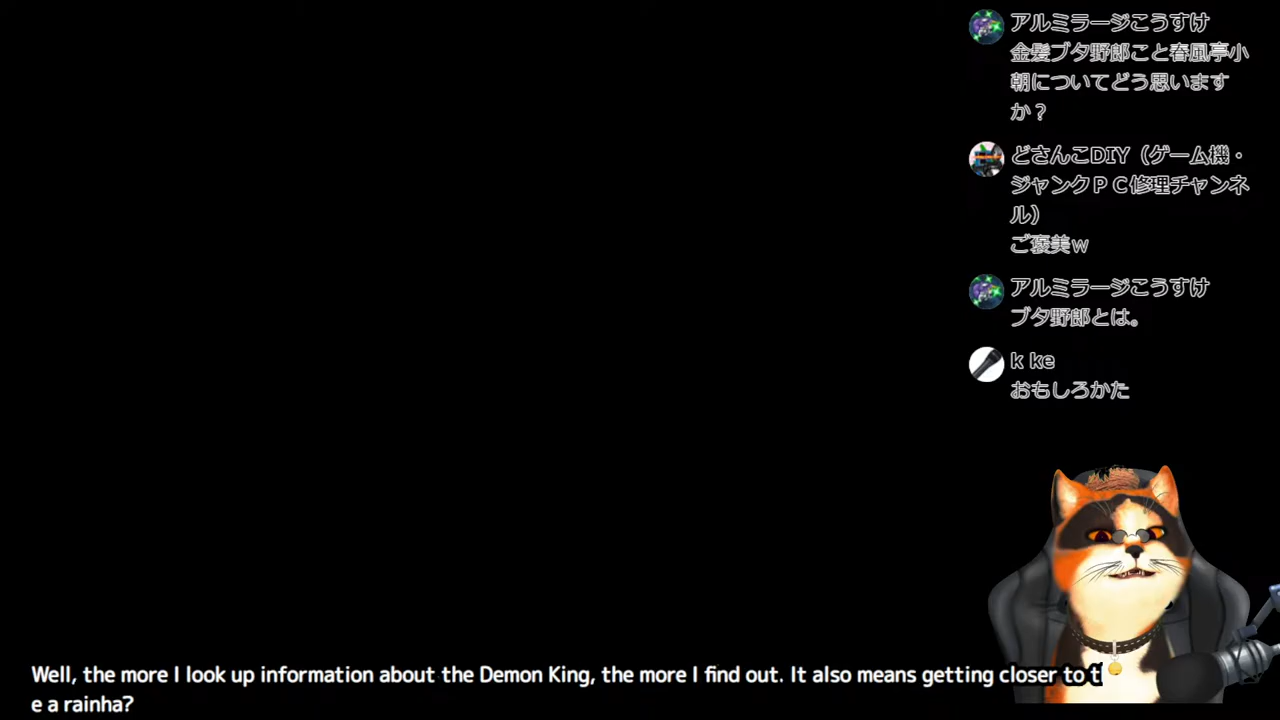 アルミラージこうすけ
金髪ブタ野郎こと春風亭小
朝についてどう思います
か？
どさんこDIY（ゲーム機・
ジャンクＰＣ修理チャンネ
ル）
ご褒美ｗ
アルミラージこうすけ
ブタ野郎とは。
k ke
おもしろかた
Well, the more I look up information about the Demon King, the more I find out. It also means getting closer to t
e a rainha?